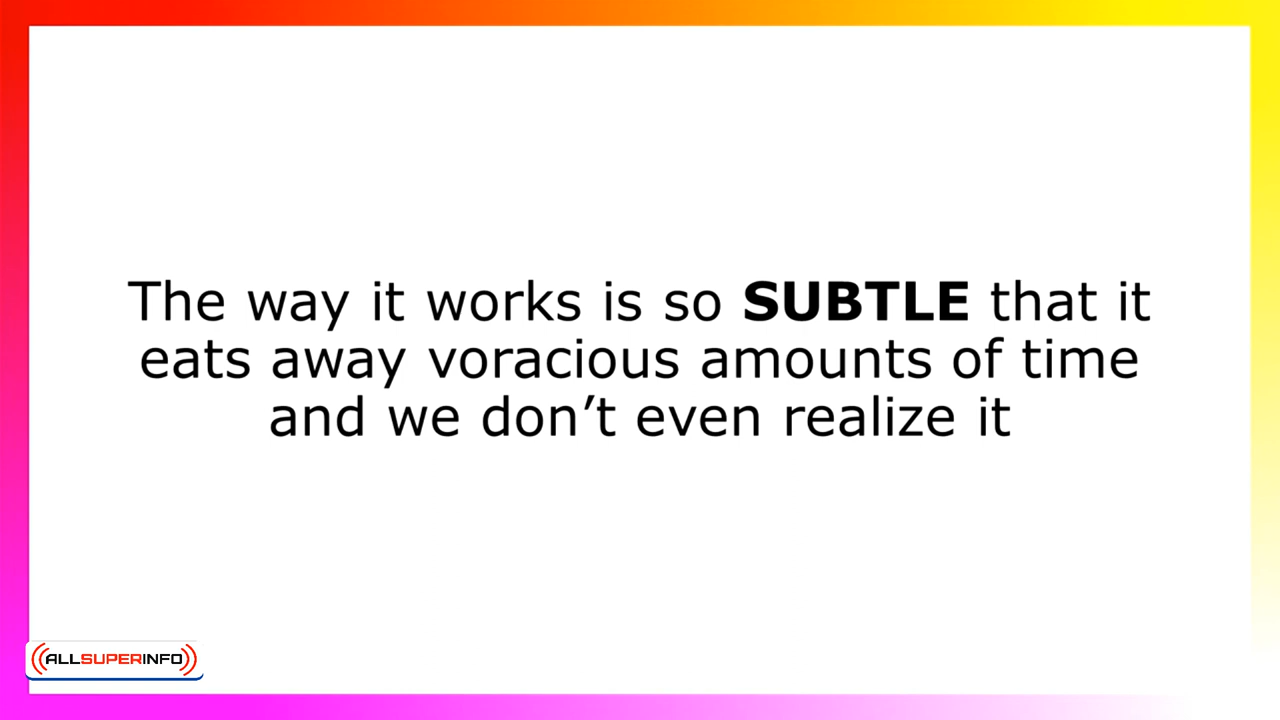 The way it works is so SUBTLE that it
eats away voracious amounts of time
and we don’t even realize it
ALLSUPERINFO